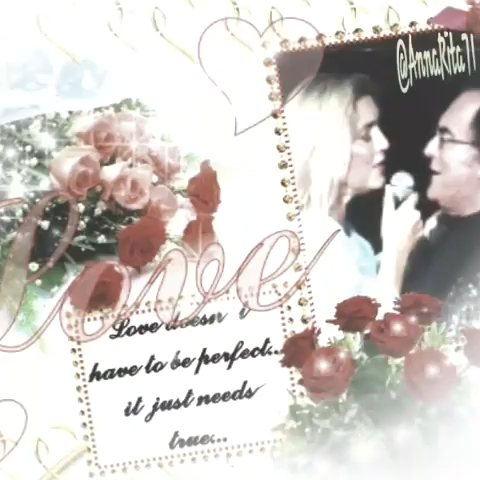 @AnnaRita71
love
Love doesn't
have to be perfect...
it just needs
true...